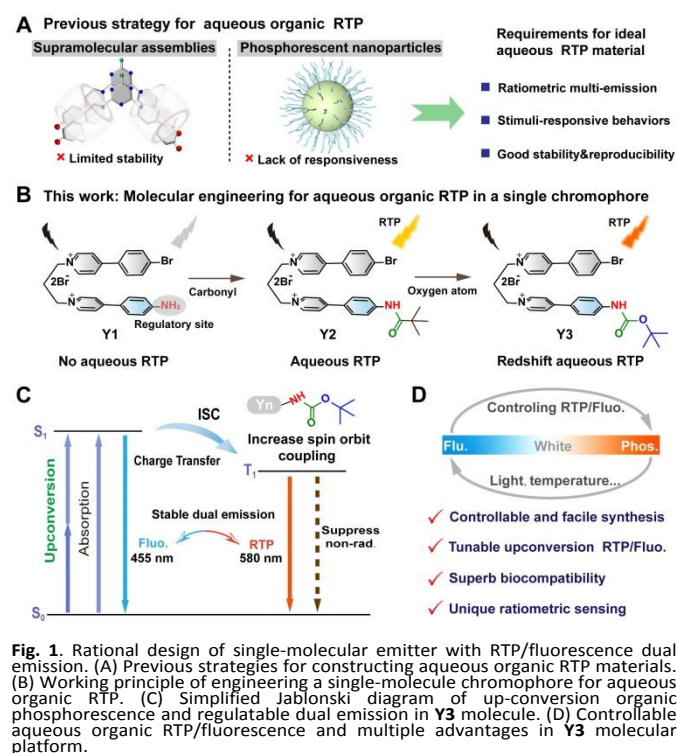 A Previous strategy for aqueous organic RTP
Supramolecular assemblies
Phosphorescent nanoparticles
× Limited stability
× Lack of responsiveness
Requirements for ideal
aqueous RTP material
Ratiometric multi-emission
Stimuli-responsive behaviors
Good stability&reproducibility
B This work: Molecular engineering for aqueous organic RTP in a single chromophore
N+
Br
2Br-
N+
NH₂
Y1
Regulatory site
No aqueous RTP
Carbonyl
RTP
N+
Br
2Br-
N+
NH
O
Y2
Aqueous RTP
Oxygen atom
RTP
N+
Br
2Br-
N+
NH
O
O
Y3
Redshift aqueous RTP
C
S₁
ISC
Yn
NH
O
O
Increase spin orbit
coupling
Charge Transfer
T₁
Upconversion
Absorption
Stable dual emission
Fluo.
455 nm
RTP
580 nm
Suppress
non-rad.
S₀
D
Controling RTP/Fluo.
Flu. White Phos.
Light, temperature...
✓ Controllable and facile synthesis
✓ Tunable upconversion RTP/Fluo.
✓ Superb biocompatibility
✓ Unique ratiometric sensing
Fig. 1. Rational design of single-molecular emitter with RTP/fluorescence dual
emission. (A) Previous strategies for constructing aqueous organic RTP materials.
(B) Working principle of engineering a single-molecule chromophore for aqueous
organic RTP. (C) Simplified Jablonski diagram of up-conversion organic
phosphorescence and regulatable dual emission in Y3 molecule. (D) Controllable
aqueous organic RTP/fluorescence and multiple advantages in Y3 molecular
platform.